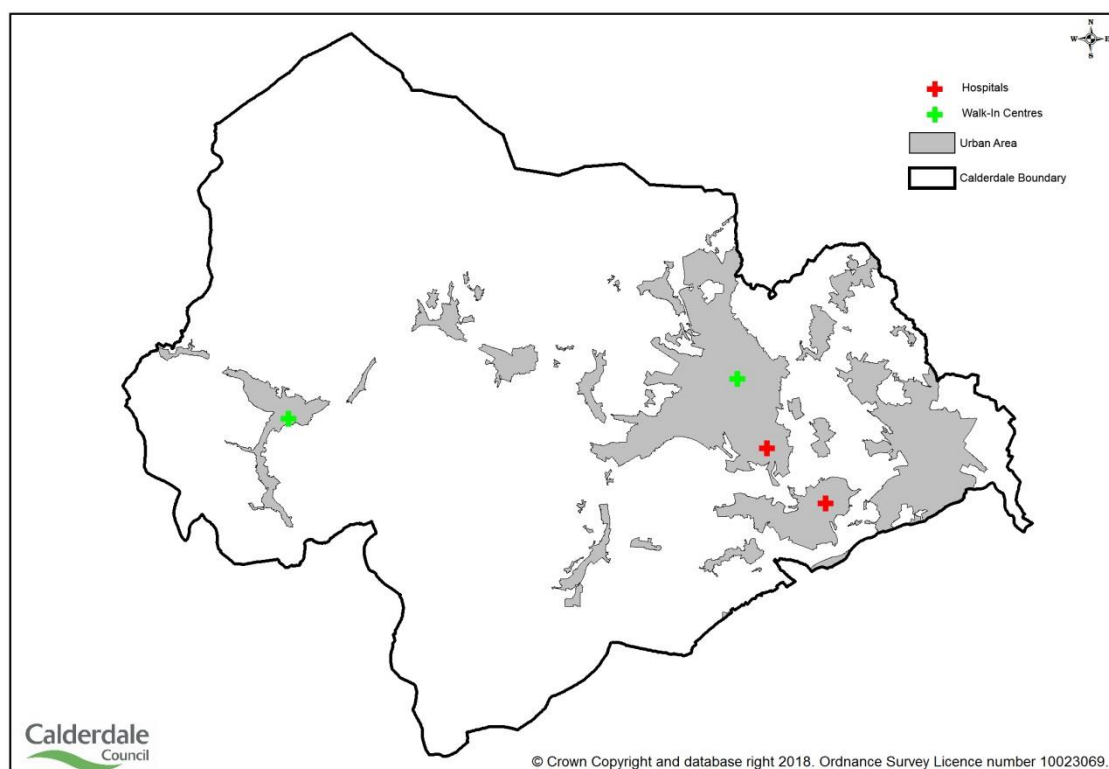 N
W E
S
Hospitals
Walk-In Centres
Urban Area
Calderdale Boundary
Calderdale
Council
© Crown Copyright and database right 2018. Ordnance Survey Licence number 10023069.